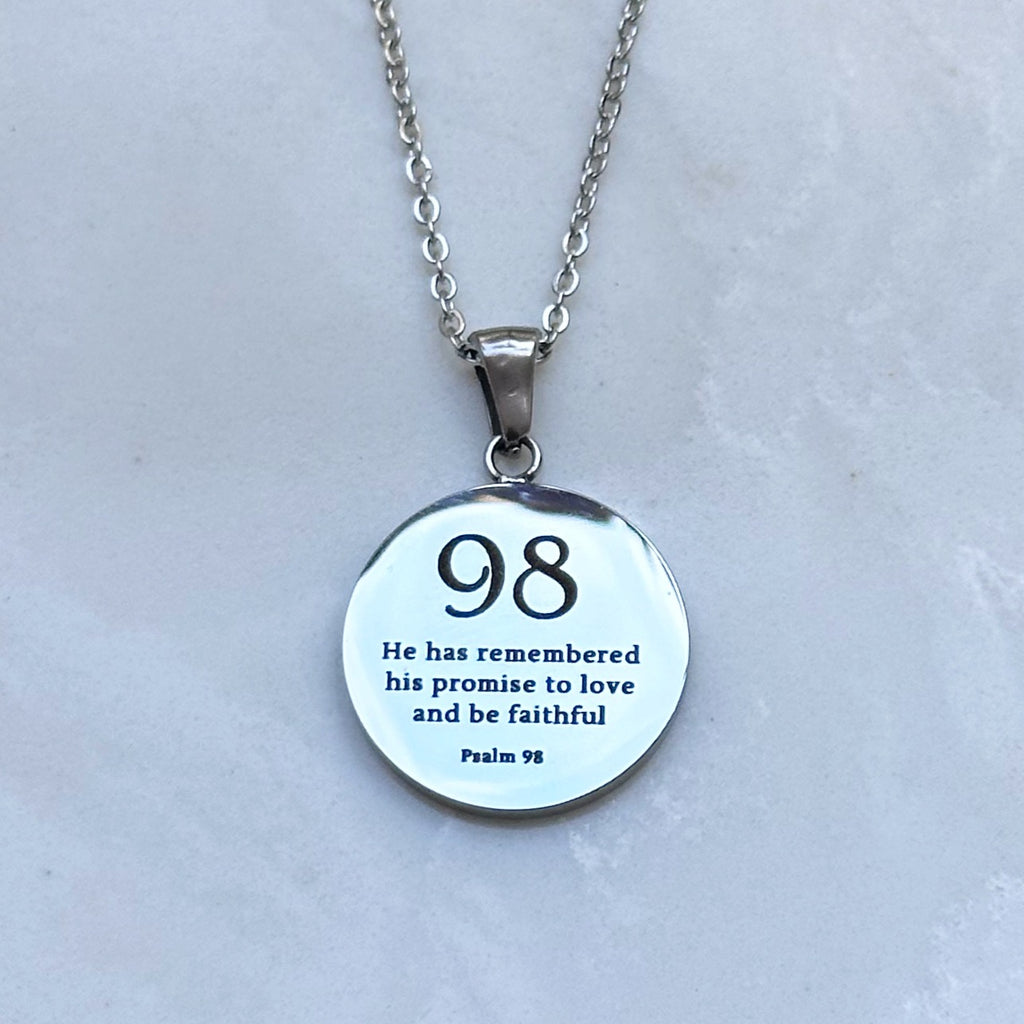 98
He has remembered
his promise to love
and be faithful
Psalm 98